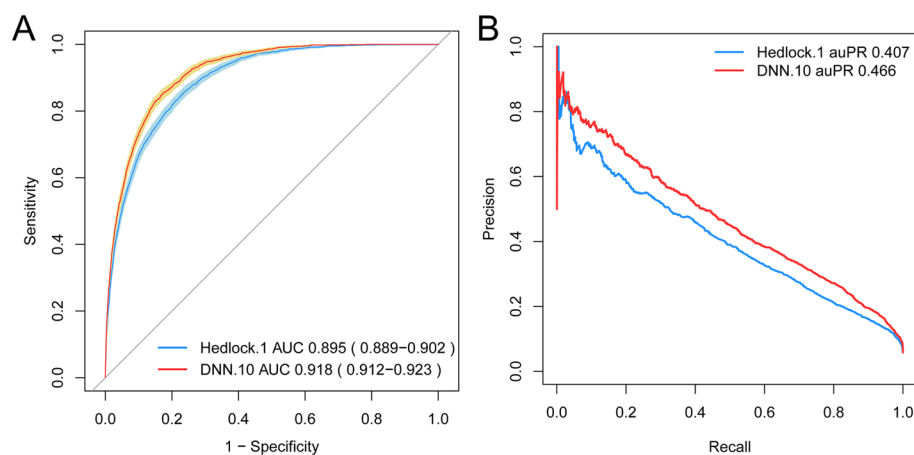 A
Sensitivity
0.0 0.2 0.4 0.6 0.8 1.0
Hedlock.1 AUC 0.895 ( 0.889−0.902 )
DNN.10 AUC 0.918 ( 0.912−0.923 )
0.0 0.2 0.4 0.6 0.8 1.0
1 − Specificity
B
Precision
0.0 0.2 0.4 0.6 0.8 1.0
Hedlock.1 auPR 0.407
DNN.10 auPR 0.466
0.0 0.2 0.4 0.6 0.8 1.0
Recall